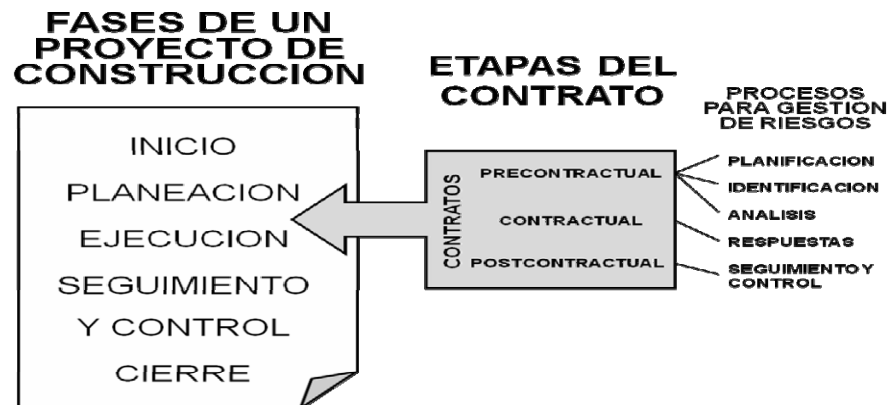 FASES DE UN
PROYECTO DE
CONSTRUCCION
INICIO
PLANEACION
EJECUCION
SEGUIMIENTO
Y CONTROL
CIERRE
ETAPAS DEL
CONTRATO
CONTRATOS
PRECONTRACTUAL
CONTRACTUAL
POSTCONTRACTUAL
PROCESOS
PARA GESTION
DE RIESGOS
PLANIFICACION
IDENTIFICACION
ANALISIS
RESPUESTAS
SEGUIMIENTO Y
CONTROL